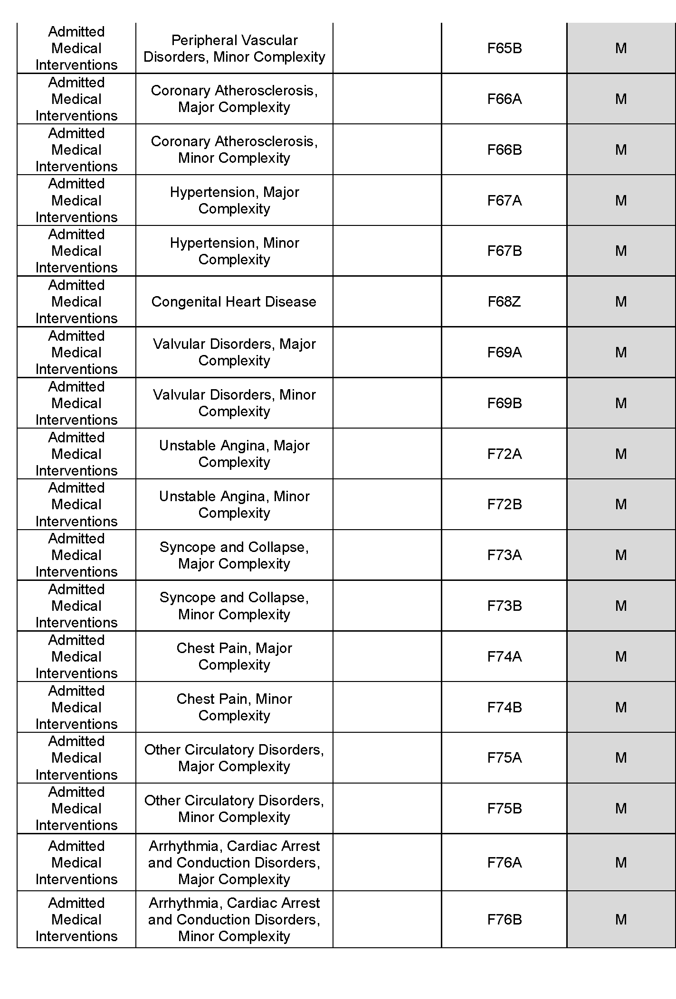 Admitted
Medical
Interventions
Peripheral Vascular
Disorders, Minor Complexity
F65B
M
Admitted
Medical
Interventions
Coronary Atherosclerosis,
Major Complexity
F66A
M
Admitted
Medical
Interventions
Coronary Atherosclerosis,
Minor Complexity
F66B
M
Admitted
Medical
Interventions
Hypertension, Major
Complexity
F67A
M
Admitted
Medical
Interventions
Hypertension, Minor
Complexity
F67B
M
Admitted
Medical
Interventions
Congenital Heart Disease
F68Z
M
Admitted
Medical
Interventions
Valvular Disorders, Major
Complexity
F69A
M
Admitted
Medical
Interventions
Valvular Disorders, Minor
Complexity
F69B
M
Admitted
Medical
Interventions
Unstable Angina, Major
Complexity
F72A
M
Admitted
Medical
Interventions
Unstable Angina, Minor
Complexity
F72B
M
Admitted
Medical
Interventions
Syncope and Collapse,
Major Complexity
F73A
M
Admitted
Medical
Interventions
Syncope and Collapse,
Minor Complexity
F73B
M
Admitted
Medical
Interventions
Chest Pain, Major
Complexity
F74A
M
Admitted
Medical
Interventions
Chest Pain, Minor
Complexity
F74B
M
Admitted
Medical
Interventions
Other Circulatory Disorders,
Major Complexity
F75A
M
Admitted
Medical
Interventions
Other Circulatory Disorders,
Minor Complexity
F75B
M
Admitted
Medical
Interventions
Arrhythmia, Cardiac Arrest
and Conduction Disorders,
Major Complexity
F76A
M
Admitted
Medical
Interventions
Arrhythmia, Cardiac Arrest
and Conduction Disorders,
Minor Complexity
F76B
M